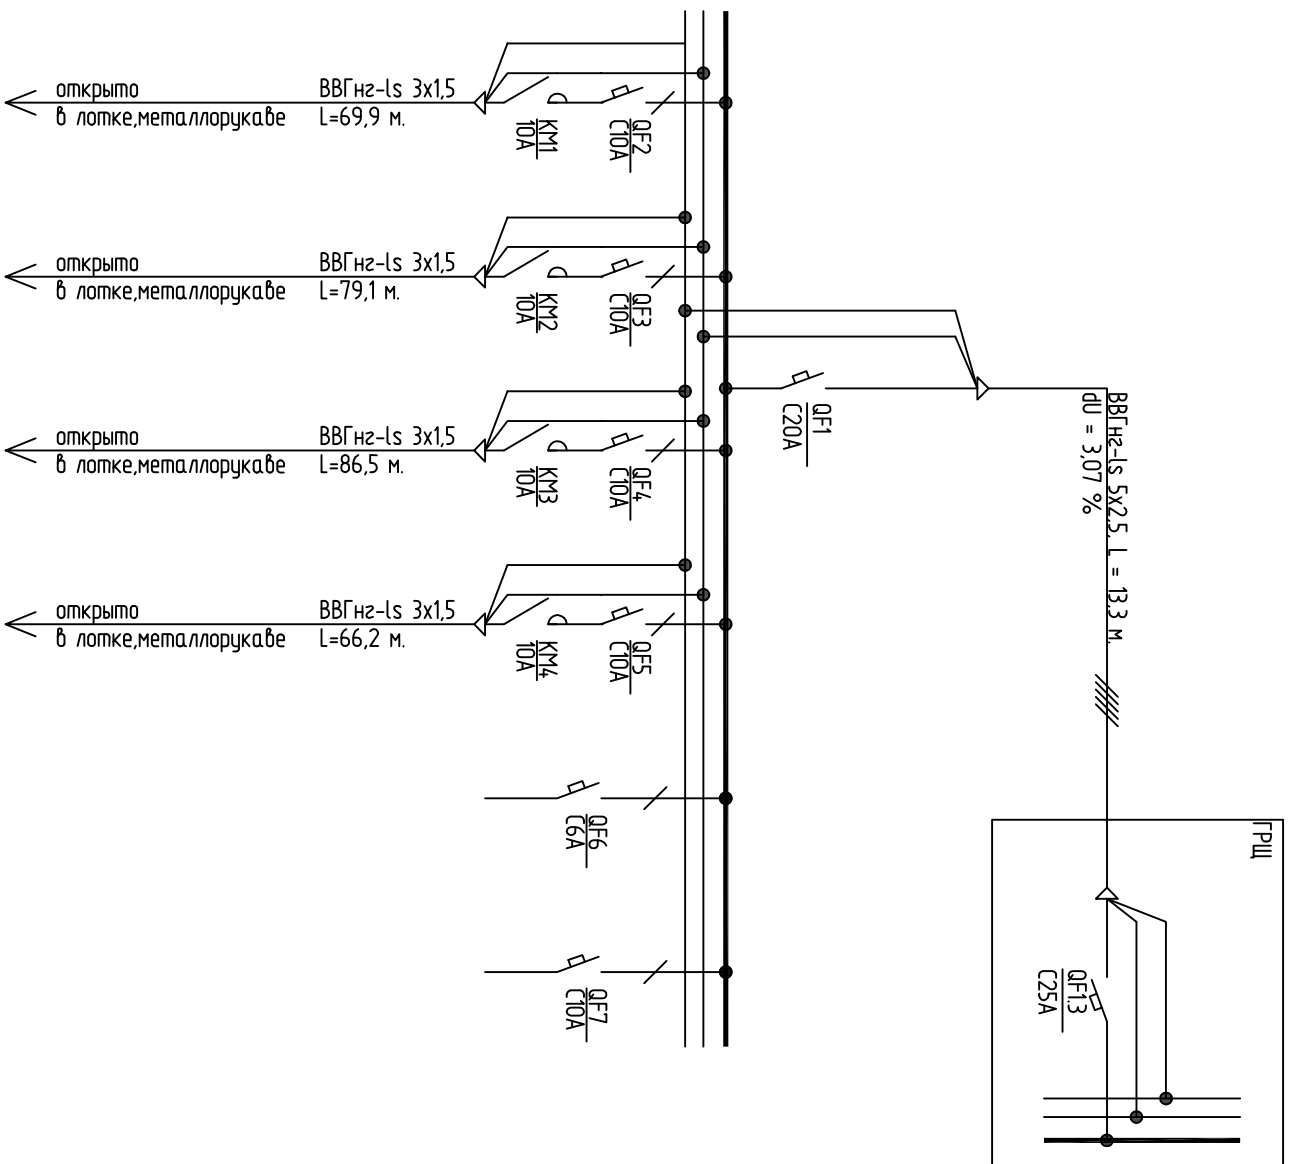 открыто
в лотке,металлорукаве
ВВГнг-ls 3х1,5
L=69,9 м.
КМ1
10А
QF2
С10А
открыто
в лотке,металлорукаве
ВВГнг-ls 3х1,5
L=79,1 м.
КМ2
10А
QF3
С10А
QF1
С20А
ВВГнг-ls 5х2,5, L = 13,3 м.
dU = 3,07 %
открыто
в лотке,металлорукаве
ВВГнг-ls 3х1,5
L=86,5 м.
КМ3
10А
QF4
С10А
открыто
в лотке,металлорукаве
ВВГнг-ls 3х1,5
L=66,2 м.
КМ4
10А
QF5
С10А
QF6
С6А
QF7
С10А
ГРЩ
QF1.3
С25А